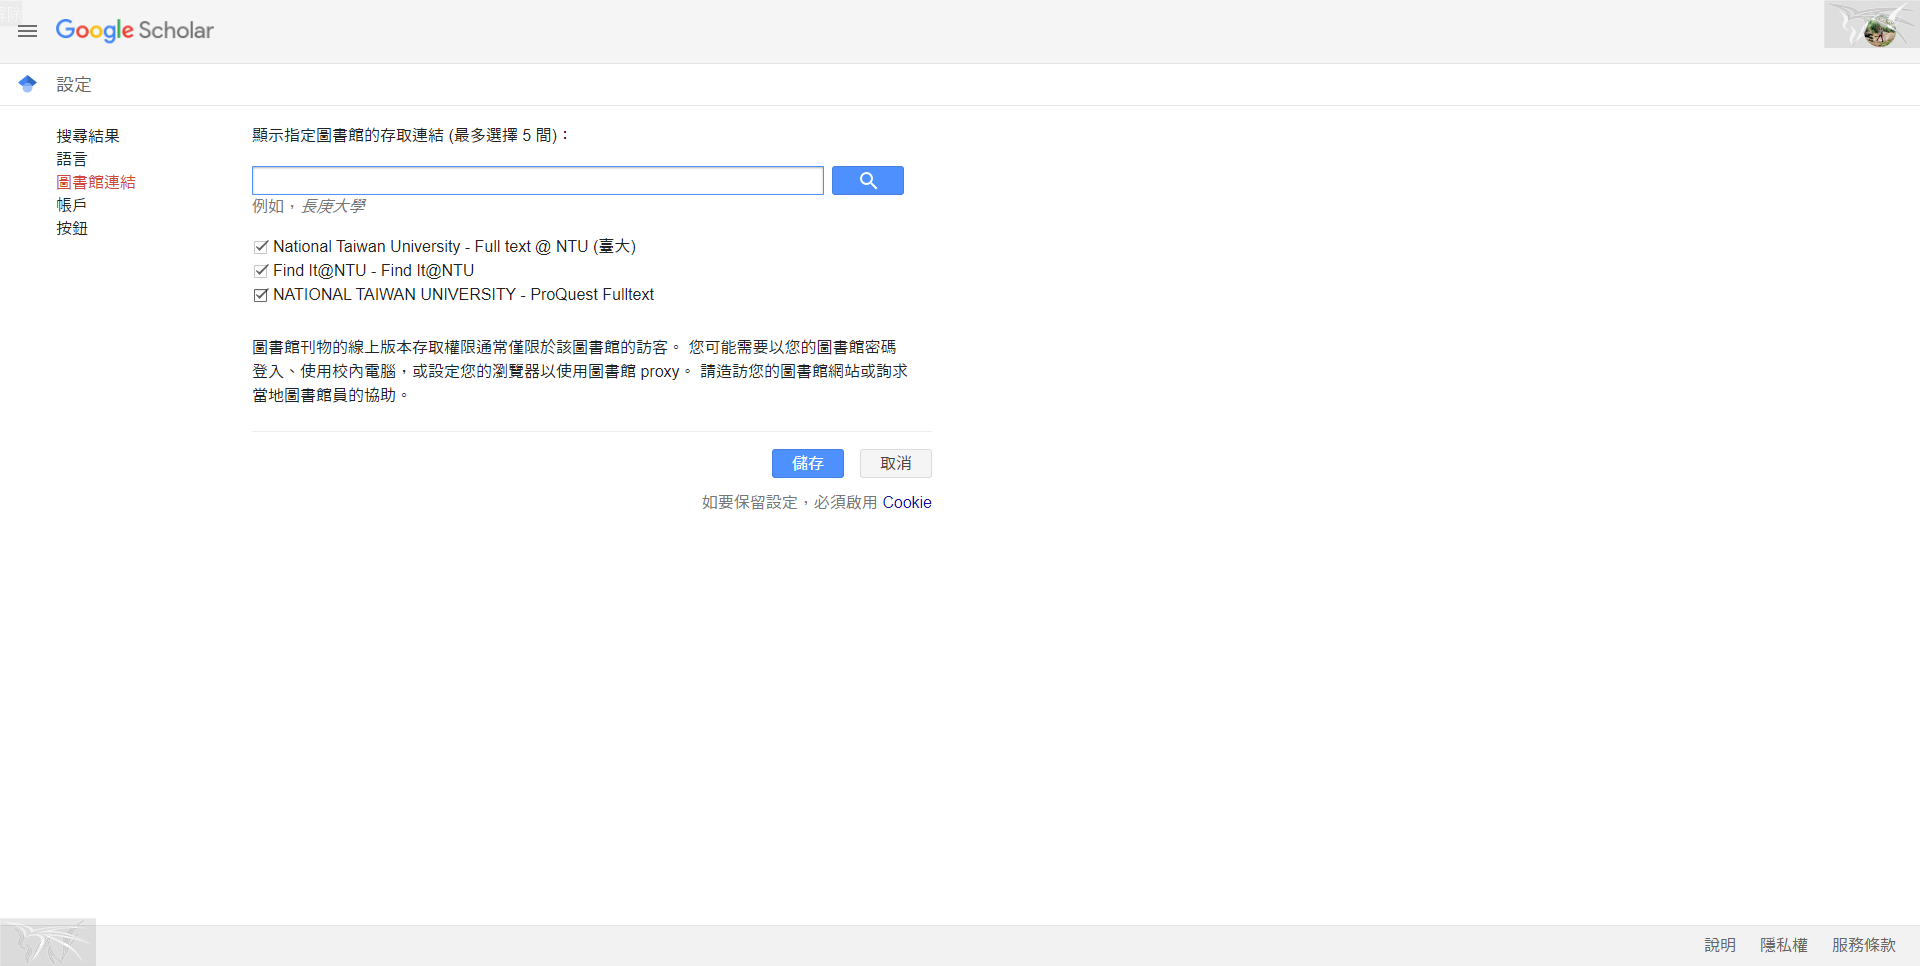 Google Scholar
設定
搜尋結果
語言
圖書館連結
帳戶
按鈕
顯示指定圖書館的存取連結 (最多選擇 5 間)：
例如，長庚大學
National Taiwan University - Full text @ NTU (臺大)
Find It@NTU - Find It@NTU
NATIONAL TAIWAN UNIVERSITY - ProQuest Fulltext
圖書館刊物的線上版本存取權限通常僅限於該圖書館的訪客。 您可能需要以您的圖書館密碼
登入、使用校內電腦，或設定您的瀏覽器以使用圖書館 proxy。 請造訪您的圖書館網站或詢求
當地圖書館員的協助。
儲存
取消
如要保留設定，必須啟用 Cookie
說明
隱私權
服務條款